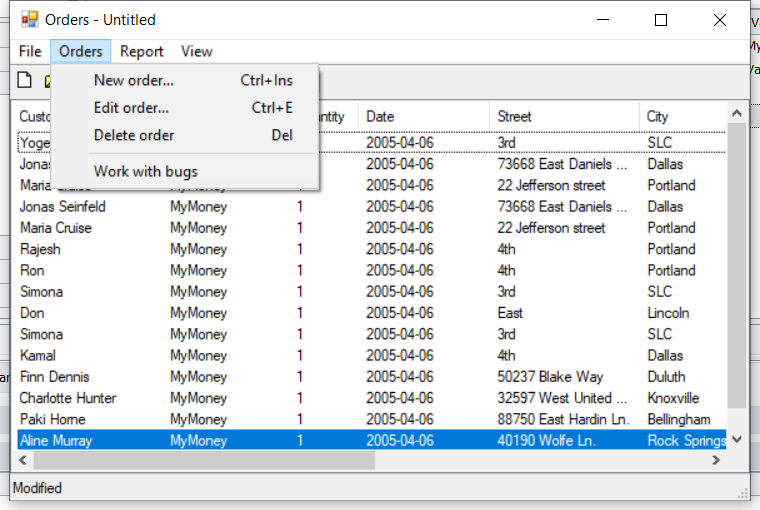 Orders - Untitled
File Orders Report View
New order... Ctrl+Ins
Edit order... Ctrl+E
Delete order Del
Work with bugs
Custo ntity Date Street City
Yoge 2005-04-06 3rd SLC
Jonas 2005-04-06 73668 East Daniels ... Dallas
Maria Cruise MyMoney 1 2005-04-06 22 Jefferson street Portland
Jonas Seinfeld MyMoney 1 2005-04-06 73668 East Daniels ... Dallas
Maria Cruise MyMoney 1 2005-04-06 22 Jefferson street Portland
Rajesh MyMoney 1 2005-04-06 4th Portland
Ron MyMoney 1 2005-04-06 4th Portland
Simona MyMoney 1 2005-04-06 3rd SLC
Don MyMoney 1 2005-04-06 East Lincoln
Simona MyMoney 1 2005-04-06 3rd SLC
Kamal MyMoney 1 2005-04-06 4th Dallas
Finn Dennis MyMoney 1 2005-04-06 50237 Blake Way Duluth
Charlotte Hunter MyMoney 1 2005-04-06 32597 West United ... Knoxville
Paki Horne MyMoney 1 2005-04-06 88750 East Hardin Ln. Bellingham
Aline Murray MyMoney 1 2005-04-06 40190 Wolfe Ln. Rock Springs
Modified